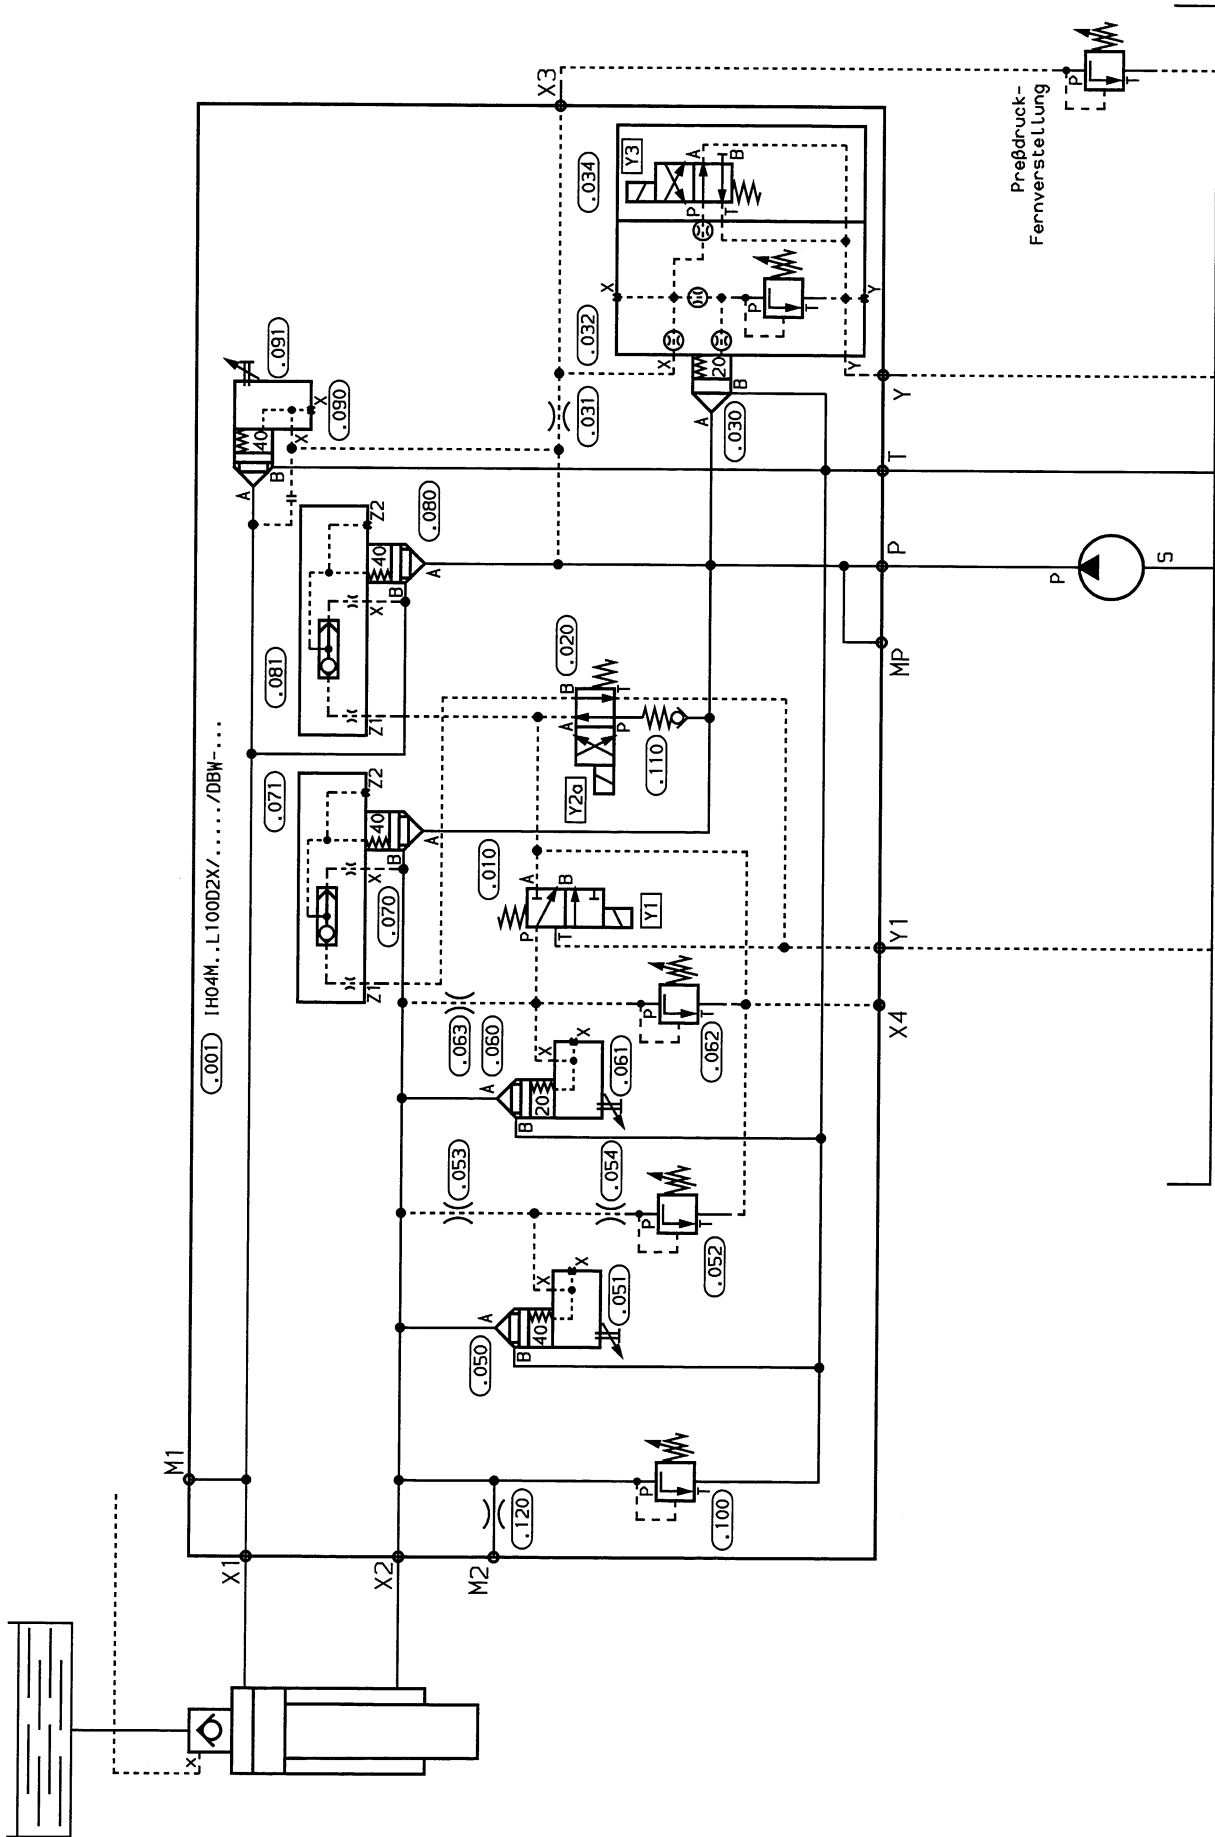 .001 IH04M..L100D2X/...../DBW-...
X3
Preßdruck-
Fernverstellung
P
T
.034
Y3
A
B
P
T
.032
X
X
20
P
T
Y
Y
.031
.030
A
B
Y
T
P
MP
P
S
.091
.090
X
X
40
A
B
.080
Z2
40
A
B
X
.081
Z1
.020
B
T
A
P
Y2a
.110
.071
Z2
40
A
B
X
.070
Z1
.010
A
B
P
T
Y1
Y1
X4
.063
.060
A
X
X
20
B
.061
P
T
.062
.053
.054
P
T
.052
A
X
X
40
B
.050
.051
M1
X1
X2
M2
.120
P
T
.100
X